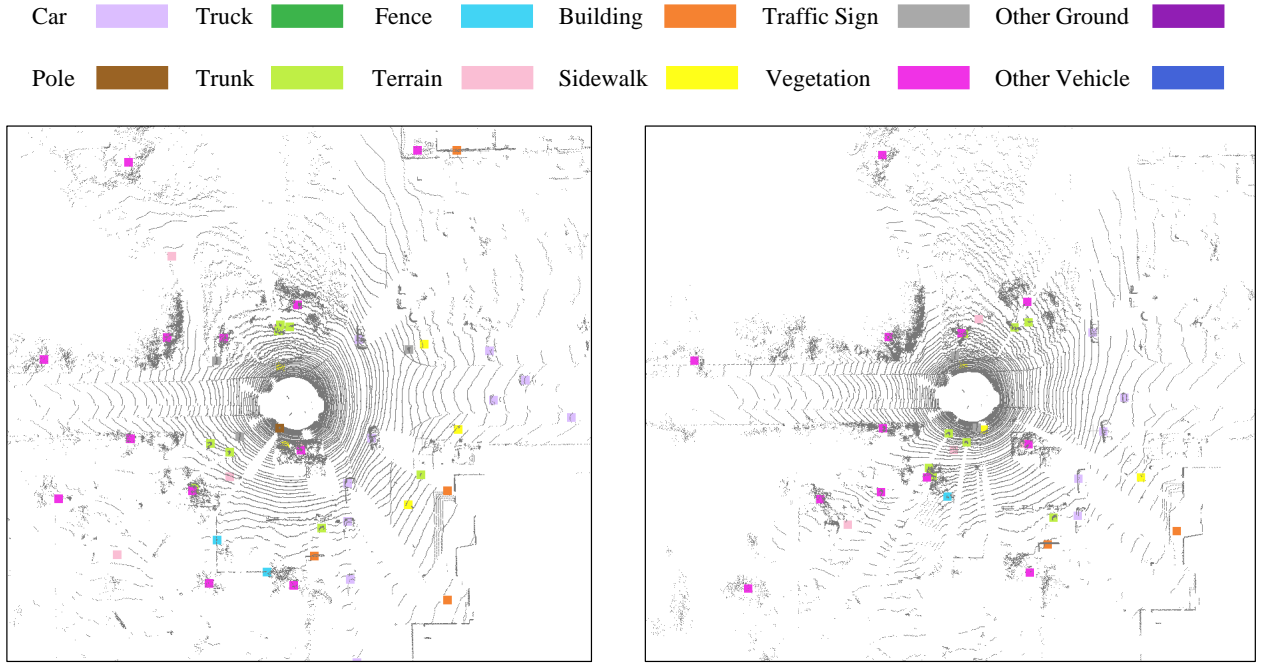 Car Truck Fence Building Traffic Sign Other Ground
Pole Trunk Terrain Sidewalk Vegetation Other Vehicle